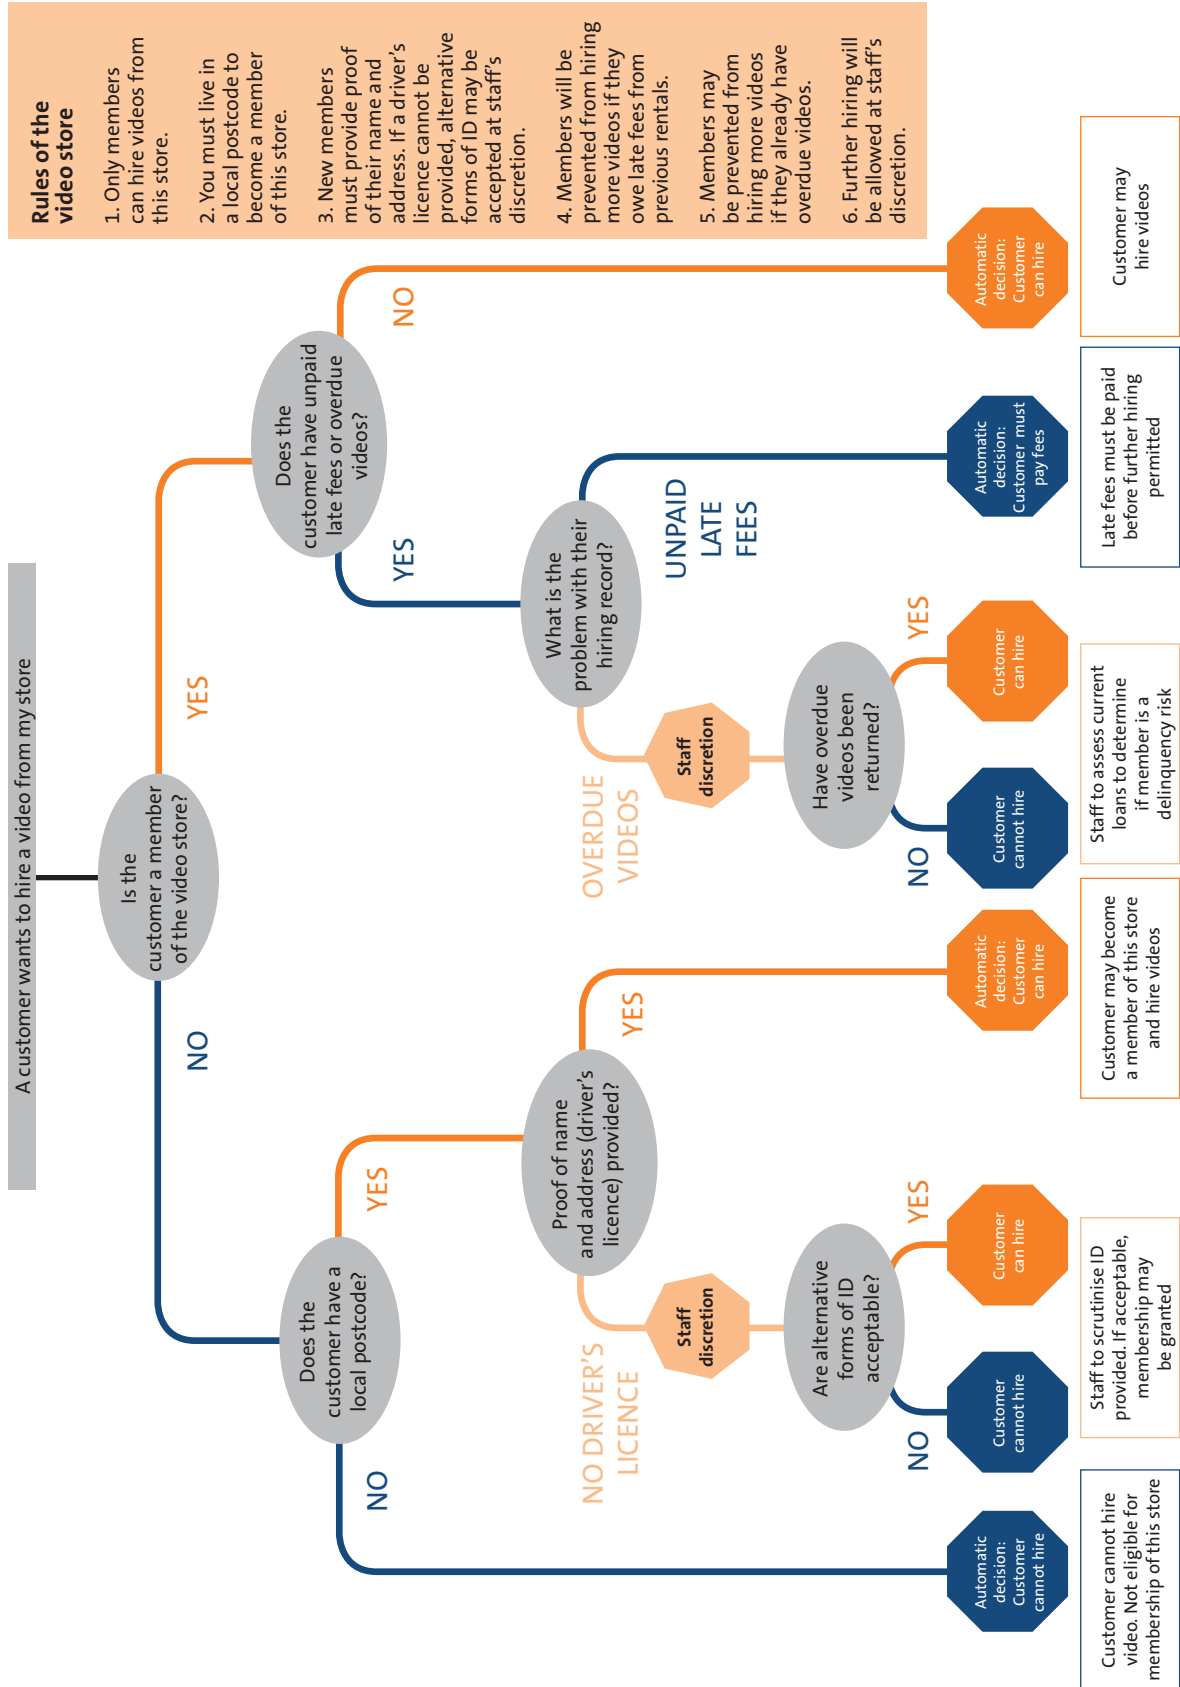 A customer wants to hire a video from my store
Is the
customer a member
of the video store?
NO
YES
Does the
customer have a
local postcode?
NO
YES
Proof of name
and address (driver's
licence) provided?
NO DRIVER'S
LICENCE
YES
Staff
discretion
Are alternative
forms of ID
acceptable?
NO
YES
Does the
customer have unpaid
late fees or overdue
videos?
YES
NO
What is the
problem with their
hiring record?
OVERDUE
VIDEOS
UNPAID
LATE
FEES
Staff
discretion
Have overdue
videos been
returned?
NO
YES
Automatic
decision:
Customer
cannot hire
Customer
cannot hire
Customer
can hire
Automatic
decision:
Customer
can hire
Customer
cannot hire
Customer
can hire
Automatic
decision:
Customer must
pay fees
Automatic
decision:
Customer
can hire
Customer cannot hire
video. Not eligible for
membership of this store
Staff to scrutinise ID
provided. If acceptable,
membership may
be granted
Customer may become
a member of this store
and hire videos
Staff to assess current
loans to determine
if member is a
delinquency risk
Late fees must be paid
before further hiring
permitted
Customer may
hire videos
Rules of the
video store
1. Only members
can hire videos from
this store.
2. You must live in
a local postcode to
become a member
of this store.
3. New members
must provide proof
of their name and
address. If a driver's
licence cannot be
provided, alternative
forms of ID may be
accepted at staff's
discretion.
4. Members will be
prevented from hiring
more videos if they
owe late fees from
previous rentals.
5. Members may
be prevented from
hiring more videos
if they already have
overdue videos.
6. Further hiring will
be allowed at staff's
discretion.